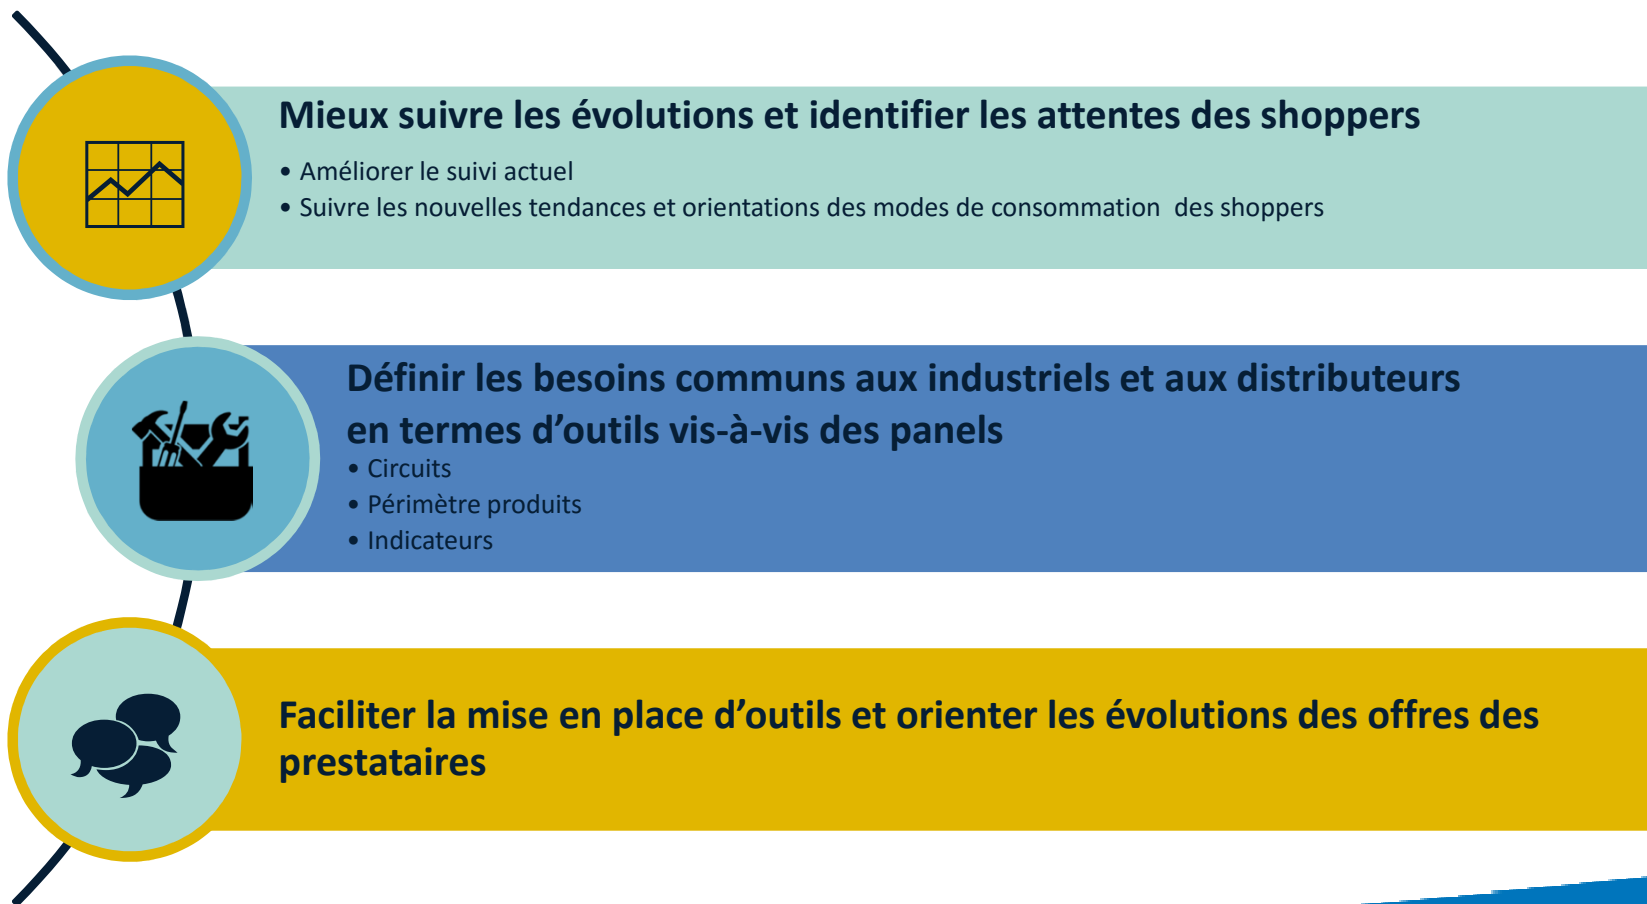 Mieux suivre les évolutions et identifier les attentes des shoppers
• Améliorer le suivi actuel
• Suivre les nouvelles tendances et orientations des modes de consommation  des shoppers
Définir les besoins communs aux industriels et aux distributeurs
en termes d’outils vis-à-vis des panels
• Circuits
• Périmètre produits
• Indicateurs
Faciliter la mise en place d’outils et orienter les évolutions des offres des
prestataires